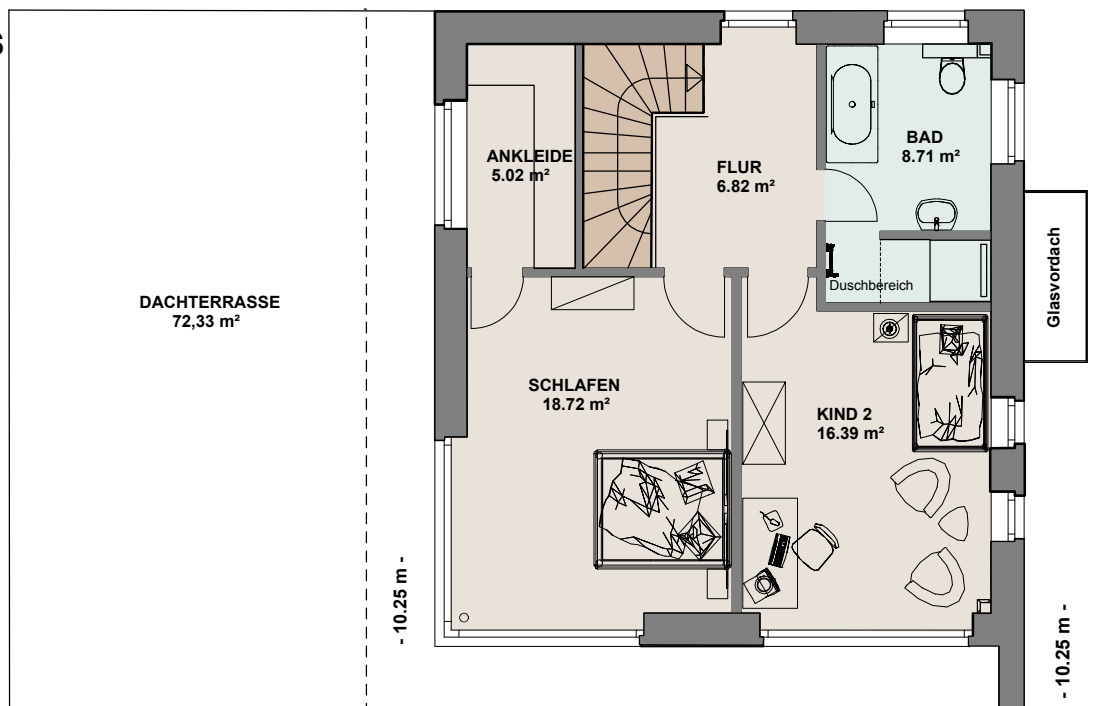 ANKLEIDE
5.02 m²
FLUR
6.82 m²
BAD
8.71 m²
Duschbereich
Glasvordach
DACHTERRASSE
72,33 m²
SCHLAFEN
18.72 m²
KIND 2
16.39 m²
- 10.25 m -
- 10.25 m -